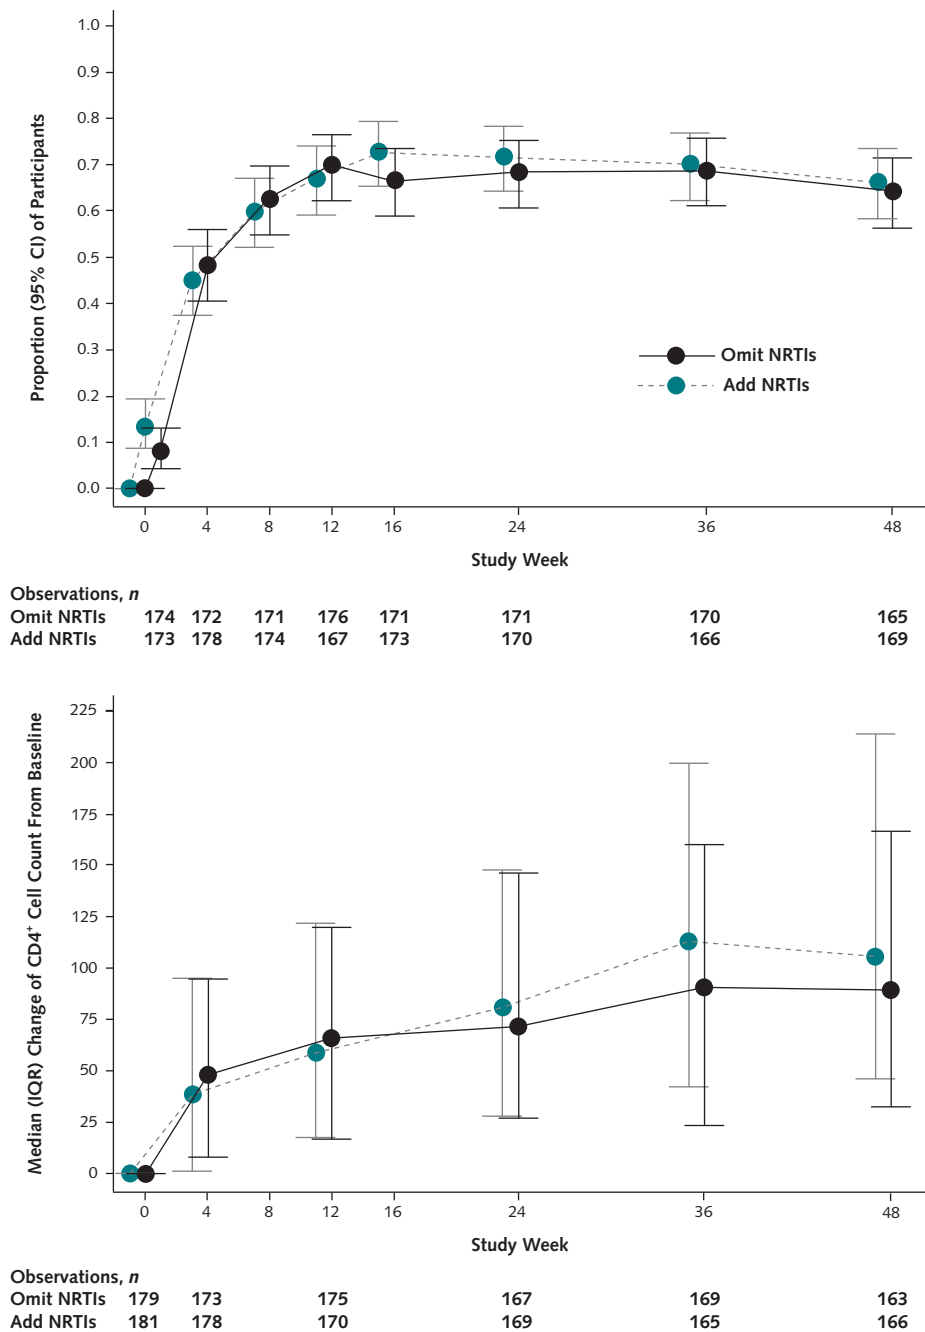 Proportion (95% CI) of Participants
1.0
0.9
0.8
0.7
0.6
0.5
0.4
0.3
0.2
0.1
0.0
Omit NRTIs
Add NRTIs
0 4 8 12 16 24 36 48
Study Week
Observations, n
Omit NRTIs 174 172 171 176 171 171 170 165
Add NRTIs 173 178 174 167 173 170 166 169
Median (IQR) Change of CD4⁺ Cell Count From Baseline
225
200
175
150
125
100
75
50
25
0
0 4 8 12 16 24 36 48
Study Week
Observations, n
Omit NRTIs 179 173 175 167 169 163
Add NRTIs 181 178 170 169 165 166